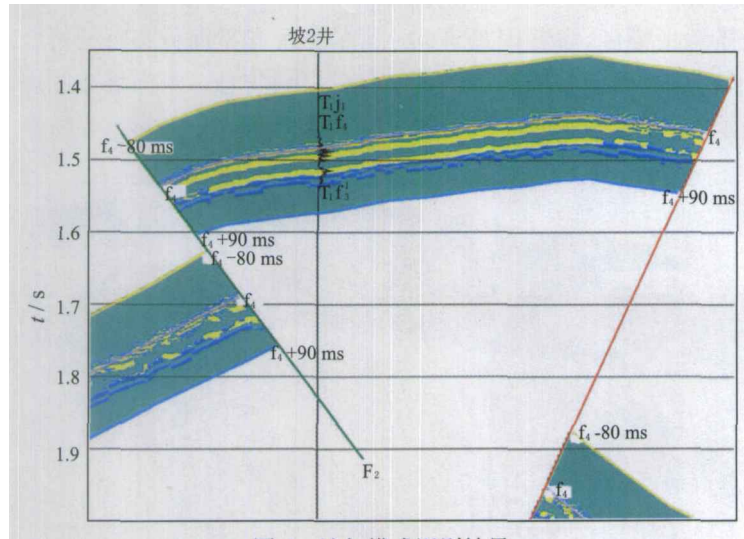 坡2井
1.4
T₁j₁
T₁f₄
f₄ -80 ms
f₄
1.5
f₄
T₁f₃¹
f₄ +90 ms
1.6
f₄ +90 ms
f₄ -80 ms
t / s
1.7
f₄
f₄ +90 ms
1.8
f₄ -80 ms
1.9
F₂
f₄